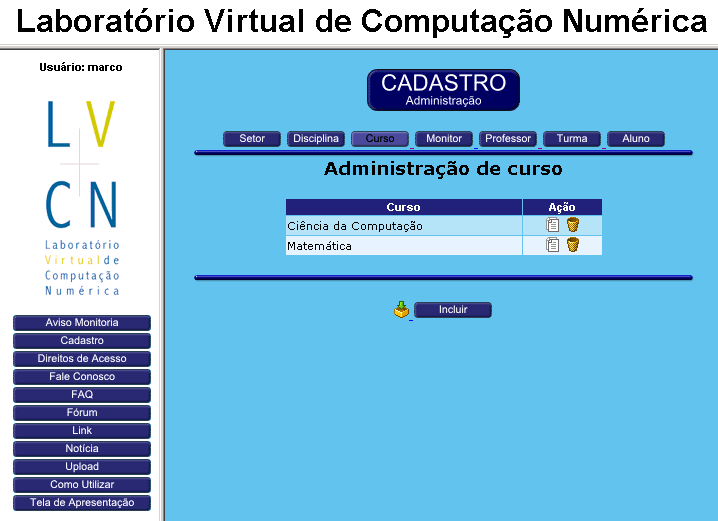 Laboratório Virtual de Computação Numérica
Usuário: marco
L V
C N
Laboratório
Virtual de
Computação
Numérica
Aviso Monitoria
Cadastro
Direitos de Acesso
Fale Conosco
FAQ
Fórum
Link
Notícia
Upload
Como Utilizar
Tela de Apresentação
CADASTRO
Administração
Setor Disciplina Curso Monitor Professor Turma Aluno
Administração de curso
Curso Ação
Ciência da Computação
Matemática
Incluir